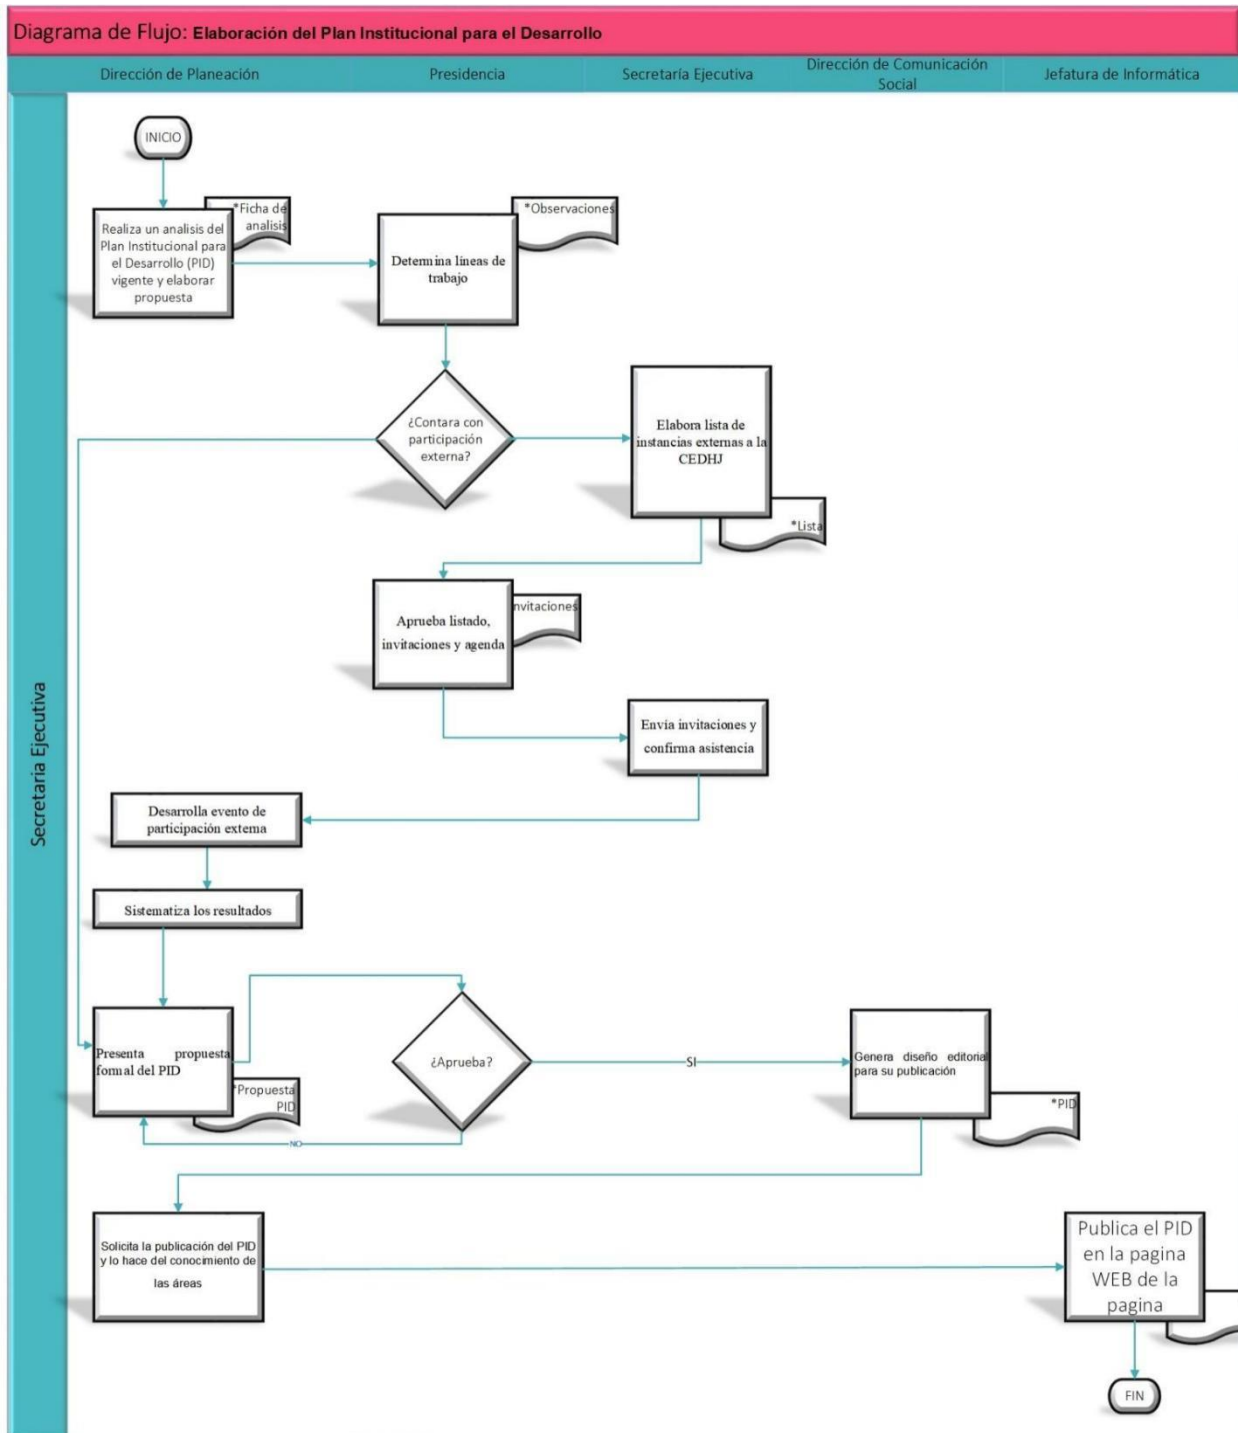 Diagrama de Flujo: Elaboración del Plan Institucional para el Desarrollo
Dirección de Planeación
Presidencia
Secretaría Ejecutiva
Dirección de Comunicación
Social
Jefatura de Informática
Secretaria Ejecutiva
INICIO
*Ficha de
analisis
Realiza un analisis del
Plan Institucional para
el Desarrollo (PID)
vigente y elaborar
propuesta
*Observaciones
Determina líneas de
trabajo
¿Contara con
participación
externa?
Elabora lista de
instancias externas a la
CEDHJ
*Lista
Aprueba listado,
invitaciones y agenda
nvitaciones
Envía invitaciones y
confirma asistencia
Desarrolla evento de
participación externa
Sistematiza los resultados
Presenta propuesta
formal del PID
*Propuesta
PID
¿Aprueba?
SI
NO
Genera diseño editorial
para su publicación
*PID
Solicita la publicación del PID
y lo hace del conocimiento de
las áreas
Publica el PID
en la pagina
WEB de la
pagina
FIN